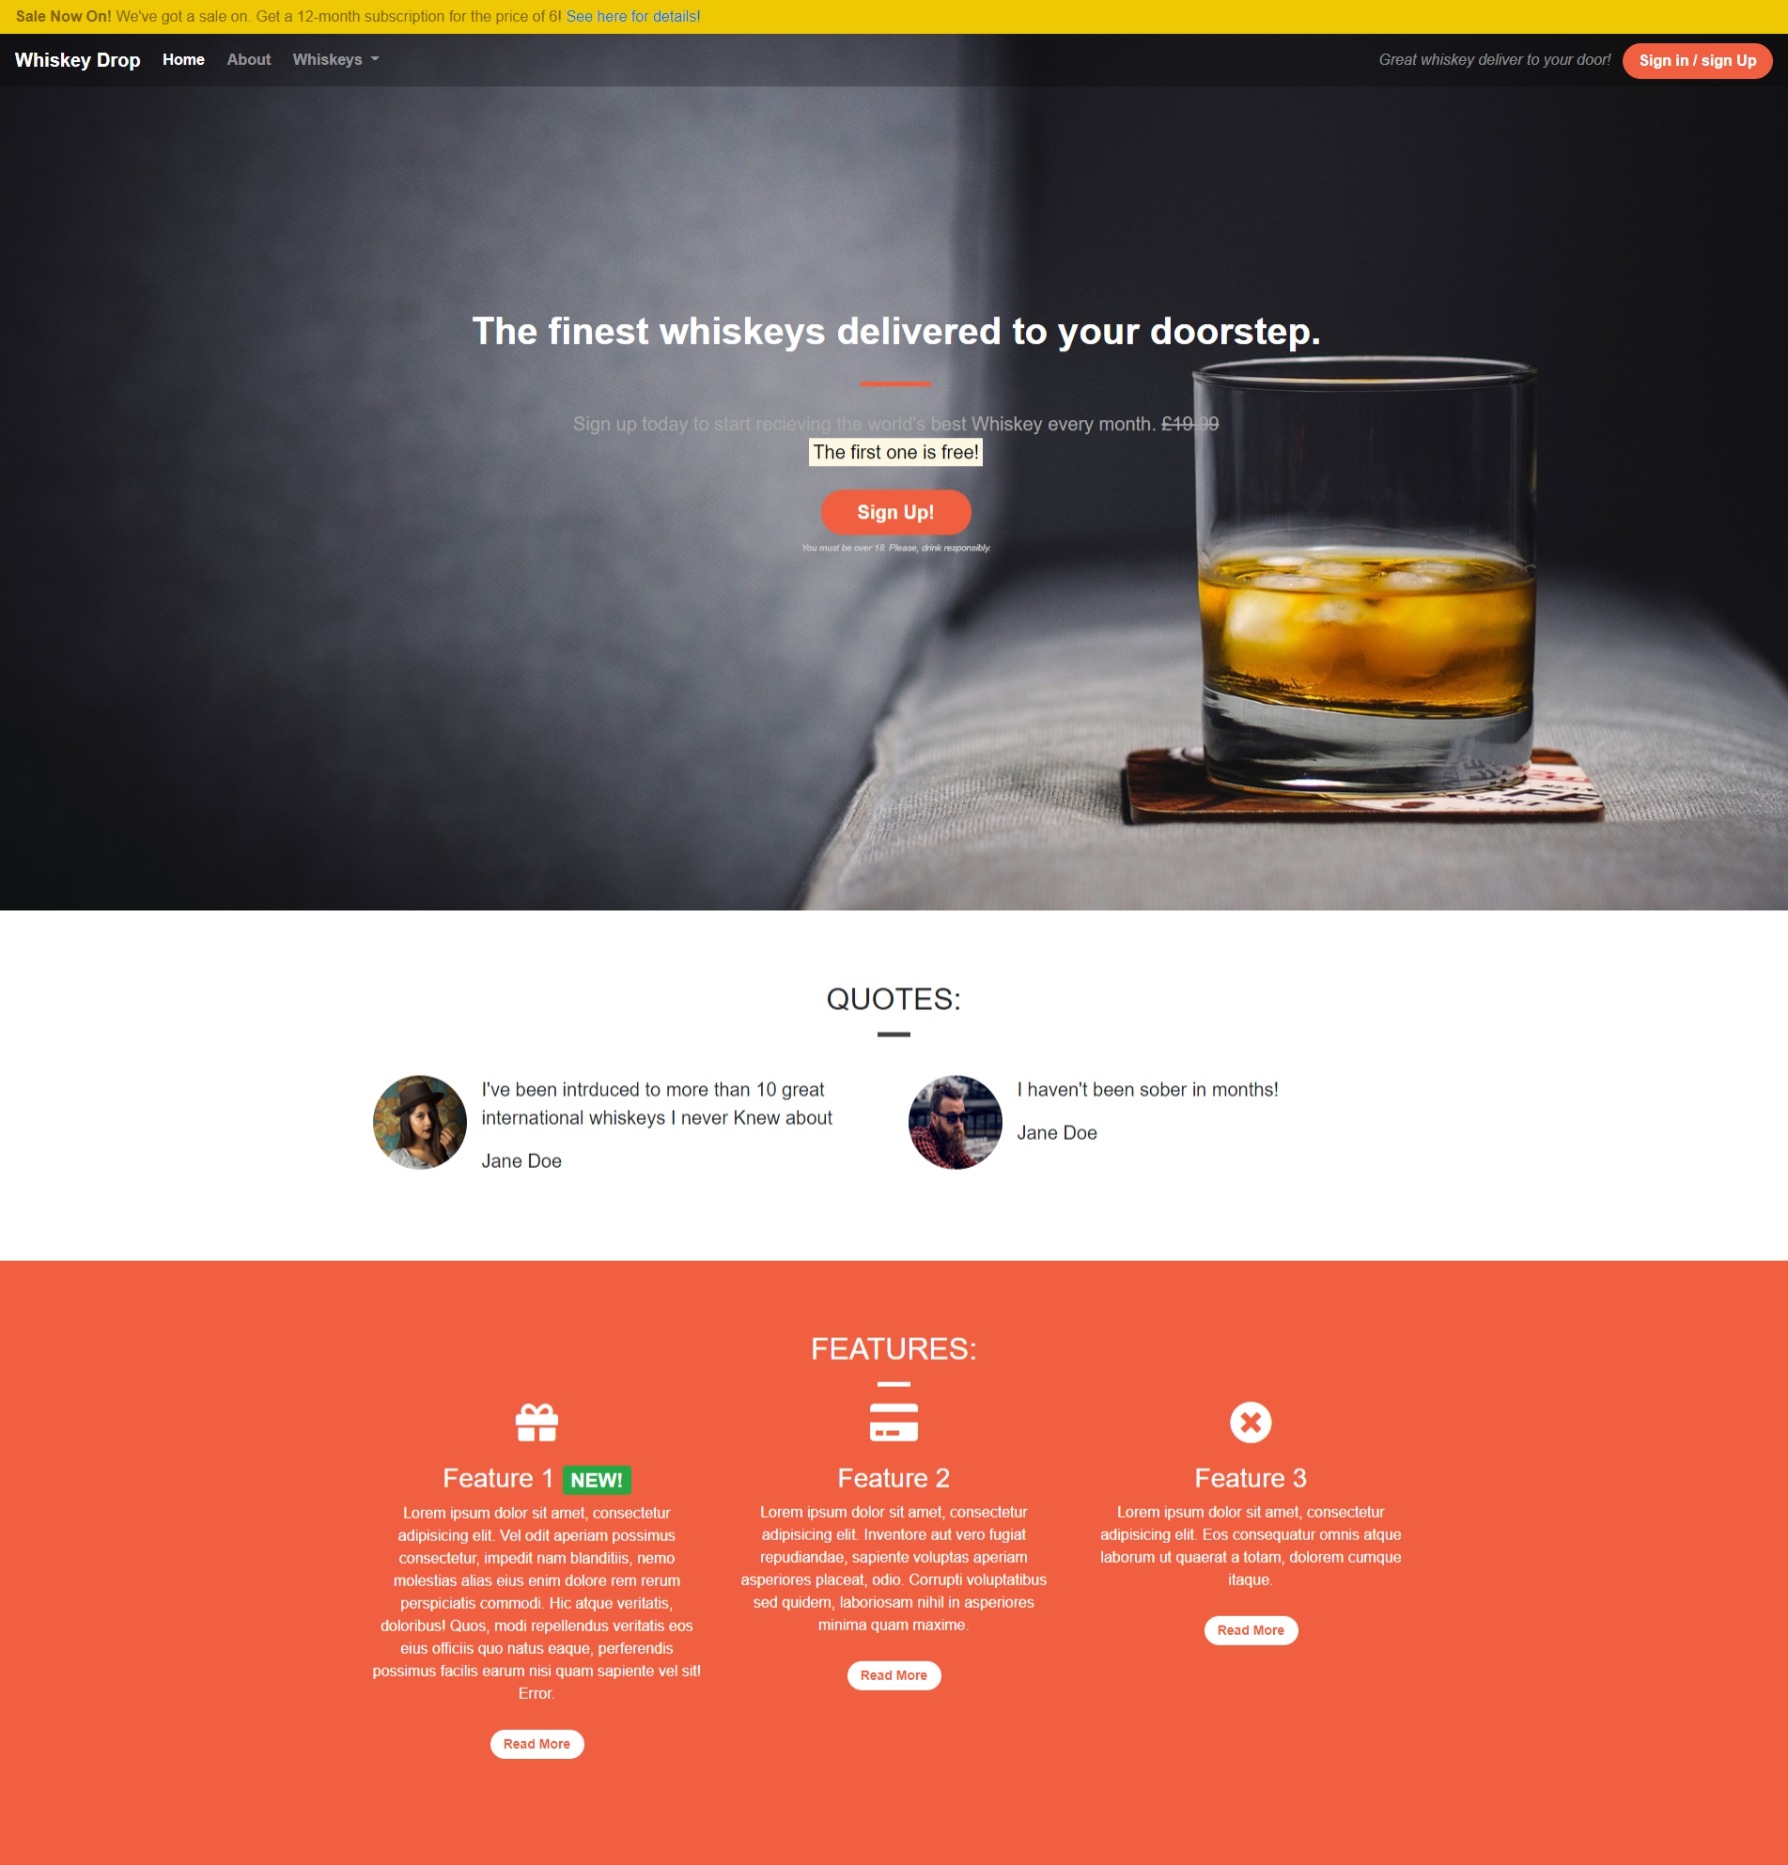 Sale Now On! We've got a sale on. Get a 12-month subscription for the price of 6! See here for details!
Whiskey Drop Home About Whiskeys Great whiskey deliver to your door! Sign in / sign Up
The finest whiskeys delivered to your doorstep.
Sign up today to start recieving the world's best Whiskey every month. £19.99
The first one is free!
Sign Up!
You must be over 18. Please, drink responsibly.
QUOTES:
I've been intrduced to more than 10 great
international whiskeys I never Knew about
Jane Doe
I haven't been sober in months!
Jane Doe
FEATURES:
Feature 1 NEW!
Lorem ipsum dolor sit amet, consectetur
adipisicing elit. Vel odit aperiam possimus
consectetur, impedit nam blanditiis, nemo
molestias alias eius enim dolore rem rerum
perspiciatis commodi. Hic atque veritatis,
doloribus! Quos, modi repellendus veritatis eos
eius officiis quo natus eaque, perferendis
possimus facilis earum nisi quam sapiente vel sit!
Error.
Read More
Feature 2
Lorem ipsum dolor sit amet, consectetur
adipisicing elit. Inventore aut vero fugiat
repudiandae, sapiente voluptas aperiam
asperiores placeat, odio. Corrupti voluptatibus
sed quidem, laboriosam nihil in asperiores
minima quam maxime.
Read More
Feature 3
Lorem ipsum dolor sit amet, consectetur
adipisicing elit. Eos consequatur omnis atque
laborum ut quaerat a totam, dolorem cumque
itaque.
Read More